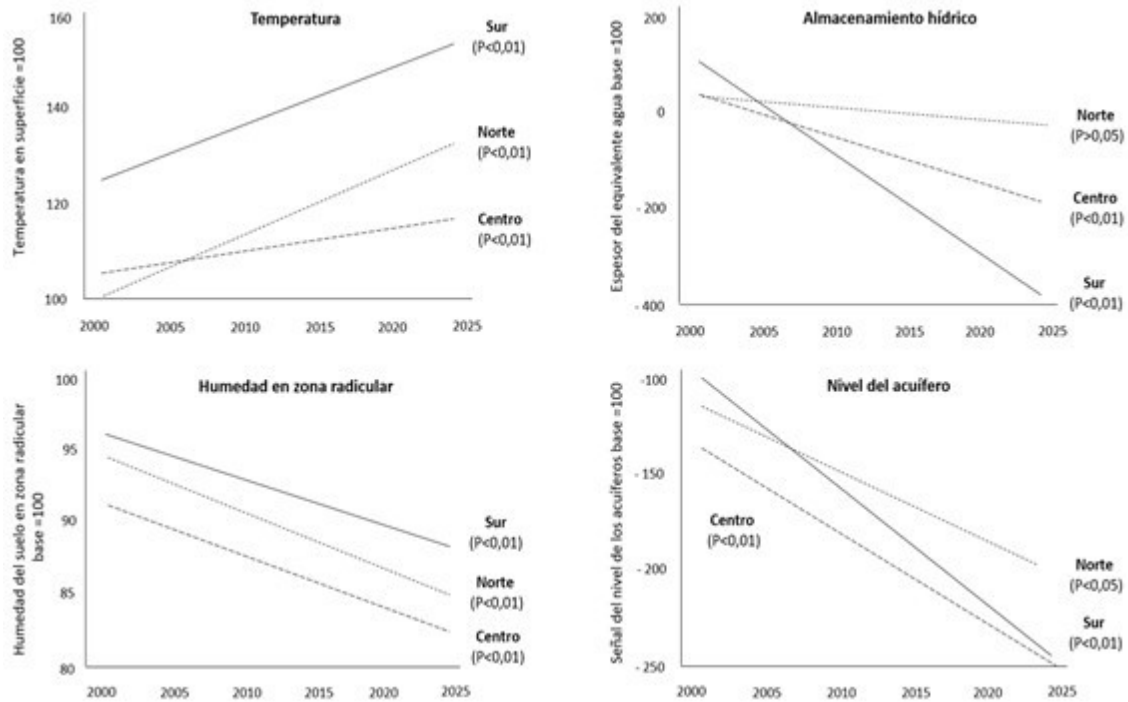 Temperatura
Temperatura en superficie =100
160
140
120
100
Sur
(P<0,01)
Norte
(P<0,01)
Centro
(P<0,01)
2000 2005 2010 2015 2020 2025
Almacenamiento hídrico
Espesor del equivalente agua base =100
200
0
- 200
- 400
Norte
(P>0,05)
Centro
(P<0,01)
Sur
(P<0,01)
2000 2005 2010 2015 2020 2025
Humedad en zona radicular
Humedad del suelo en zona radicular
base =100
100
95
90
85
80
Sur
(P<0,01)
Norte
(P<0,01)
Centro
(P<0,01)
2000 2005 2010 2015 2020 2025
Nivel del acuífero
Señal del nivel de los acuíferos base =100
-100
- 150
- 200
- 250
Centro
(P<0,01)
Norte
(P<0,05)
Sur
(P<0,01)
2000 2005 2010 2015 2020 2025